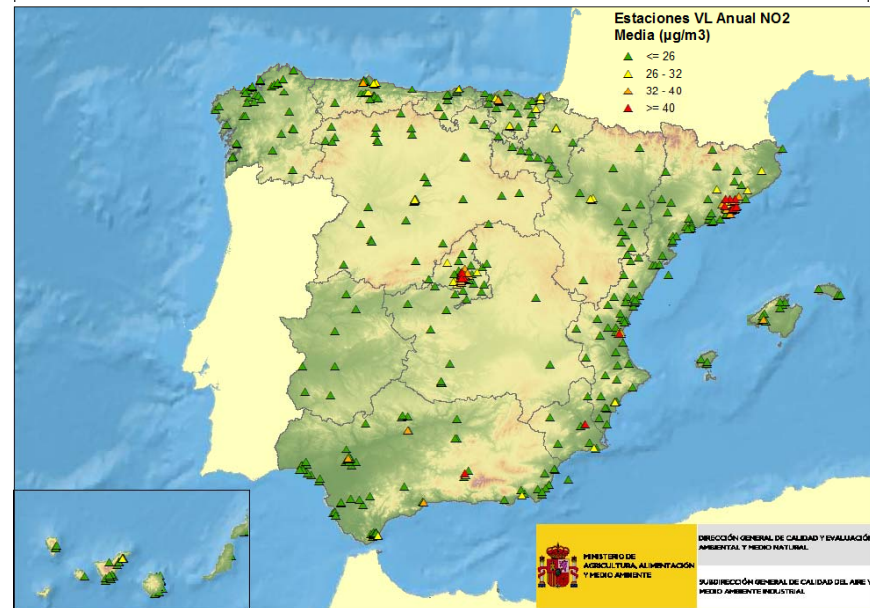 Estaciones VL Anual NO2
Media (µg/m3)
<= 26
26 - 32
32 - 40
>= 40
MINISTERIO DE
AGRICULTURA, ALIMENTACIÓN
Y MEDIO AMBIENTE
DIRECCIÓN GENERAL DE CALIDAD Y EVALUACIÓN
AMBIENTAL Y MEDIO NATURAL
SUBDIRECCIÓN GENERAL DE CALIDAD DEL AIRE Y
MEDIO AMBIENTE INDUSTRIAL